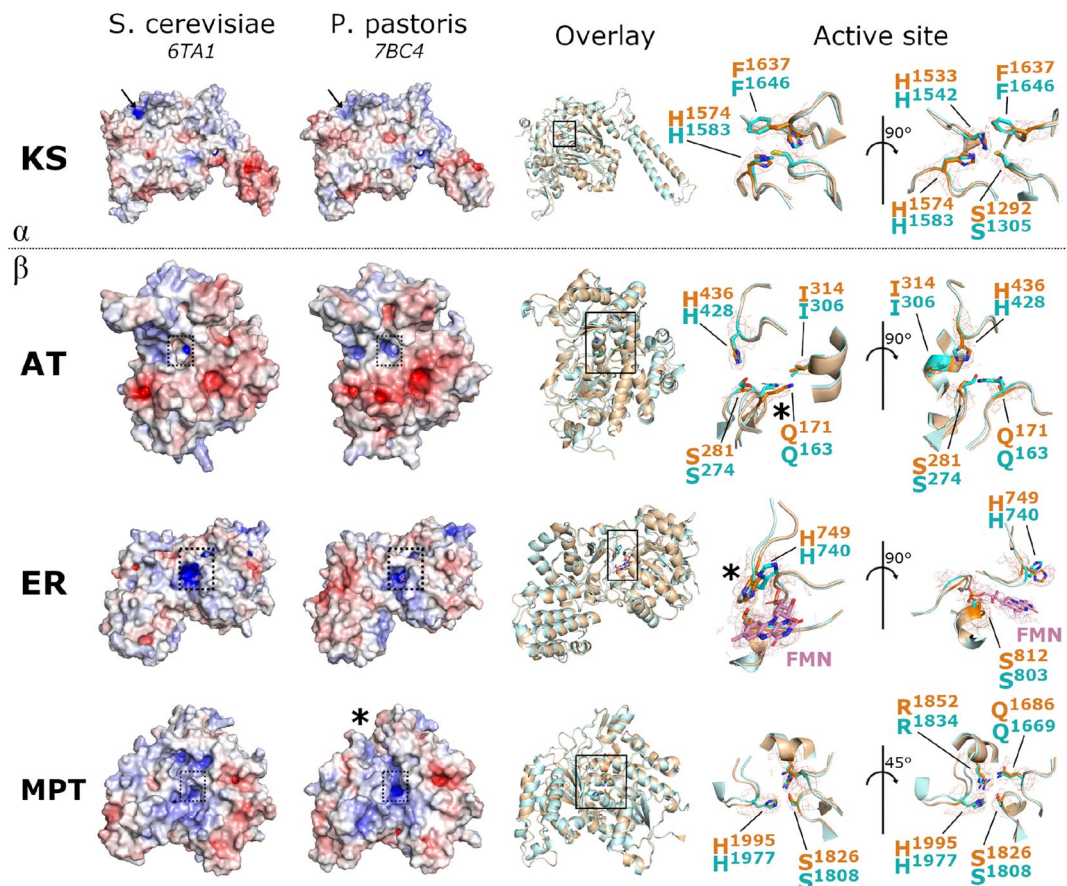 S. cerevisiae P. pastoris Overlay Active site
6TA1 7BC4
KS
F1637
F1646
H1574
H1583
H1533
H1542
F1637
F1646
90°
H1574
H1583
S1292
S1305
α
β
AT
H436
H428
I314
I306
*
Q171
Q163
S281
S274
90°
I314
I306
H436
H428
S281
S274
Q171
Q163
ER
H749
H740
*
FMN
90°
H749
H740
FMN
S812
S803
MPT
*
H1995
H1977
S1826
S1808
45°
R1852
R1834
Q1686
Q1669
H1995
H1977
S1826
S1808